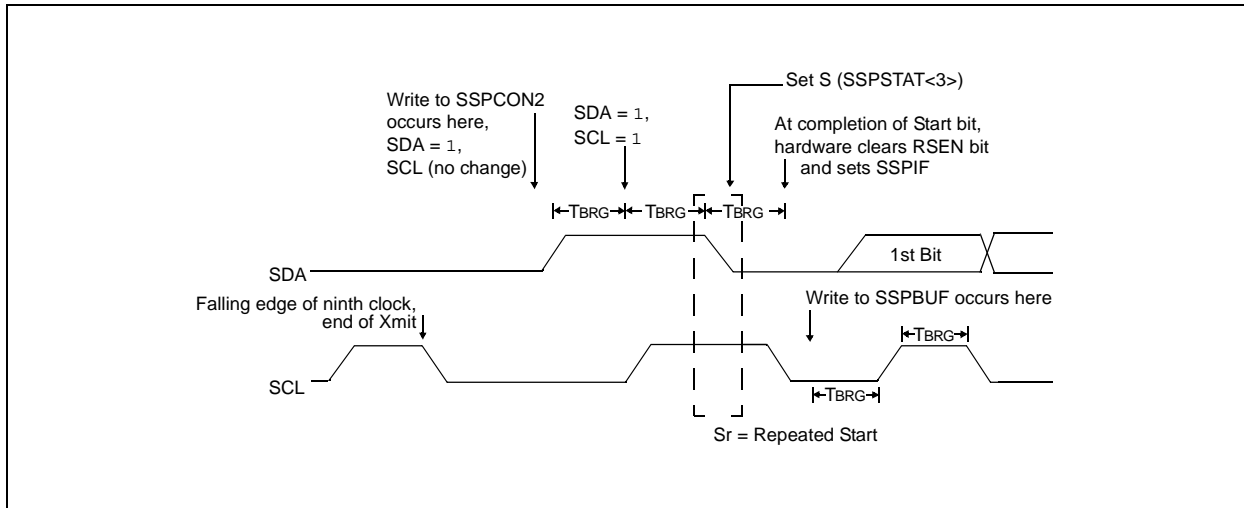 Set S (SSPSTAT<3>)
Write to SSPCON2
occurs here,
SDA = 1,
SCL (no change)
SDA = 1,
SCL = 1
At completion of Start bit,
hardware clears RSEN bit
and sets SSPIF
TBRG
TBRG
TBRG
SDA
1st Bit
Falling edge of ninth clock,
end of Xmit
Write to SSPBUF occurs here
TBRG
SCL
TBRG
Sr = Repeated Start